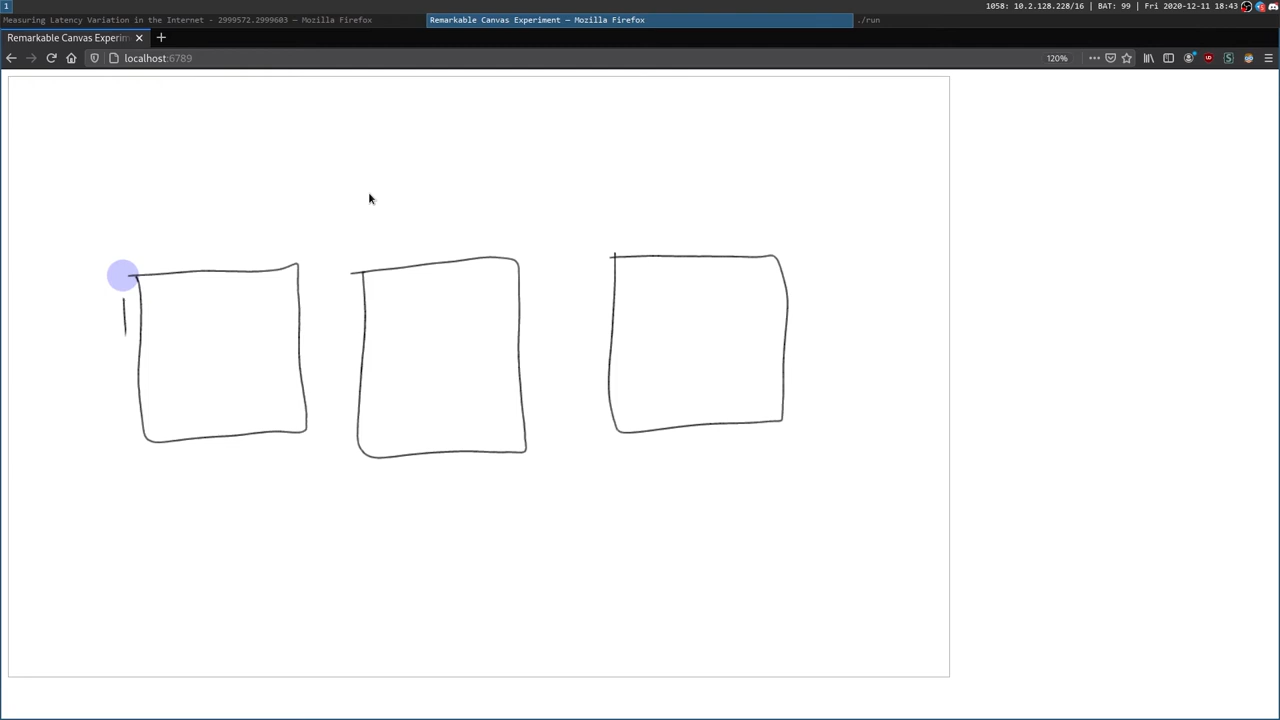 1
Measuring Latency Variation in the Internet - 2999572.2999603 — Mozilla Firefox
Remarkable Canvas Experiment — Mozilla Firefox
./run
1058: 10.2.128.228/16 | BAT: 99 | Fri 2020-12-11 18:43
Remarkable Canvas Experim
localhost:6789
120%